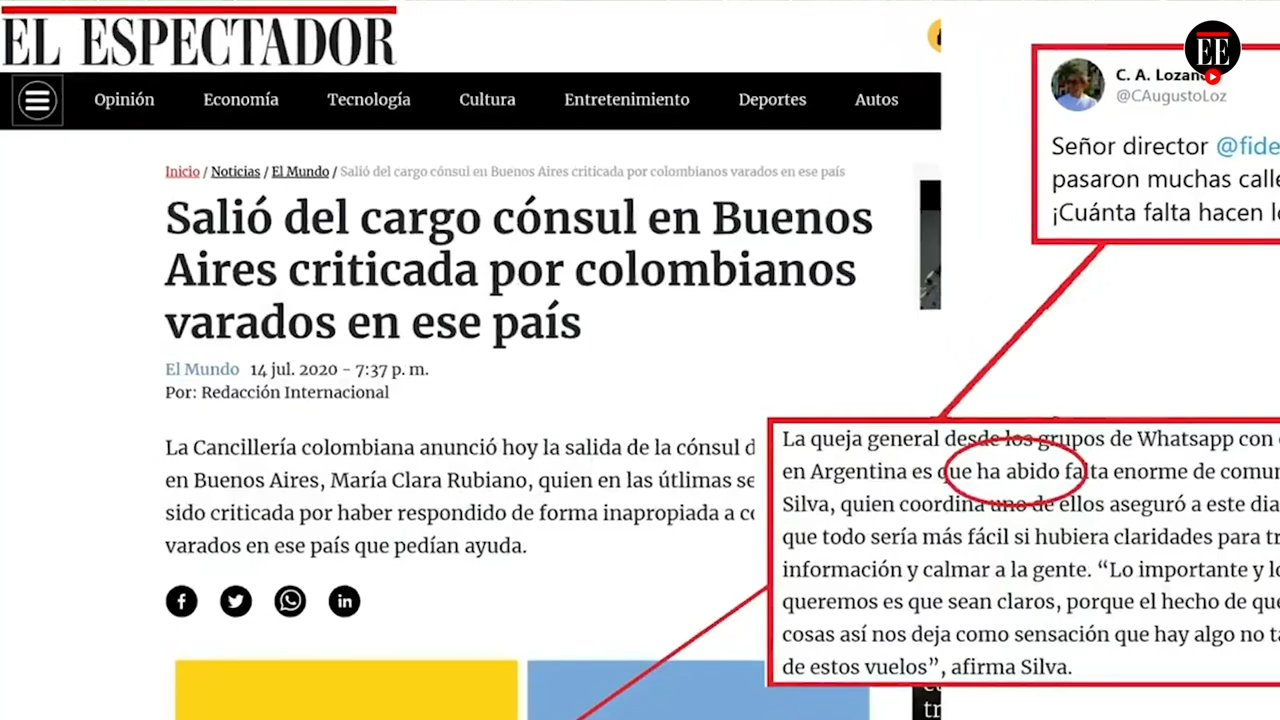 EL ESPECTADOR
EE
Opinión Economía Tecnología Cultura Entretenimiento Deportes Autos
Inicio / Noticias / El Mundo / Salió del cargo cónsul en Buenos Aires criticada por colombianos varados en ese país
Salió del cargo cónsul en Buenos
Aires criticada por colombianos
varados en ese país
El Mundo 14 jul. 2020 - 7:37 p. m.
Por: Redacción Internacional
La Cancillería colombiana anunció hoy la salida de la cónsul d
en Buenos Aires, María Clara Rubiano, quien en las útlimas se
sido criticada por haber respondido de forma inapropiada a c
varados en ese país que pedían ayuda.
C. A. Lozan
@CAugustoLoz
Señor director @fide
pasaron muchas calle
¡Cuánta falta hacen l
La queja general desde los grupos de Whatsapp con
en Argentina es que ha abido falta enorme de comu
Silva, quien coordina uno de ellos aseguró a este dia
que todo sería más fácil si hubiera claridades para tr
información y calmar a la gente. “Lo importante y lo
queremos es que sean claros, porque el hecho de que
cosas así nos deja como sensación que hay algo no ta
de estos vuelos”, afirma Silva.
tr